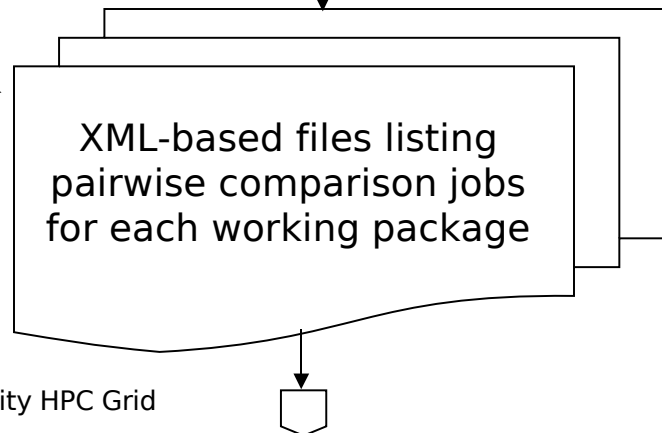 XML-based files listing
pairwise comparison jobs
for each working package
ity HPC Grid